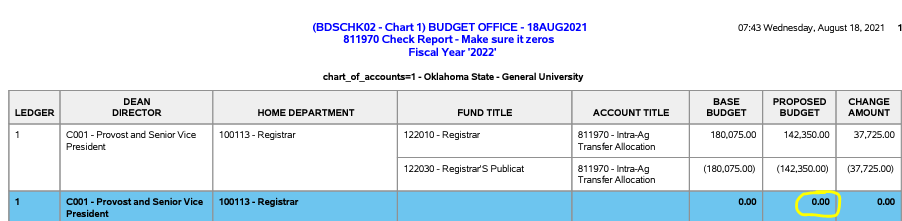 (BDSCHK02 - Chart 1) BUDGET OFFICE - 18AUG2021
07:43 Wednesday, August 18, 2021 1
811970 Check Report - Make sure it zeros
Fiscal Year '2022'
chart_of_accounts=1 - Oklahoma State - General University
LEDGER DEAN DIRECTOR HOME DEPARTMENT FUND TITLE ACCOUNT TITLE BASE BUDGET PROPOSED BUDGET CHANGE AMOUNT
1 C001 - Provost and Senior Vice President 100113 - Registrar 122010 - Registrar 811970 - Intra-Ag Transfer Allocation 180,075.00 142,350.00 37,725.00
122030 - Registrar'S Publicat 811970 - Intra-Ag Transfer Allocation (180,075.00) (142,350.00) (37,725.00)
1 C001 - Provost and Senior Vice President 100113 - Registrar 0.00 0.00 0.00